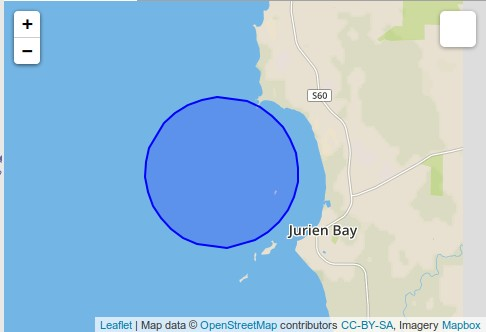 +
−
S60
Jurien Bay
Leaflet | Map data © OpenStreetMap contributors CC-BY-SA, Imagery Mapbox